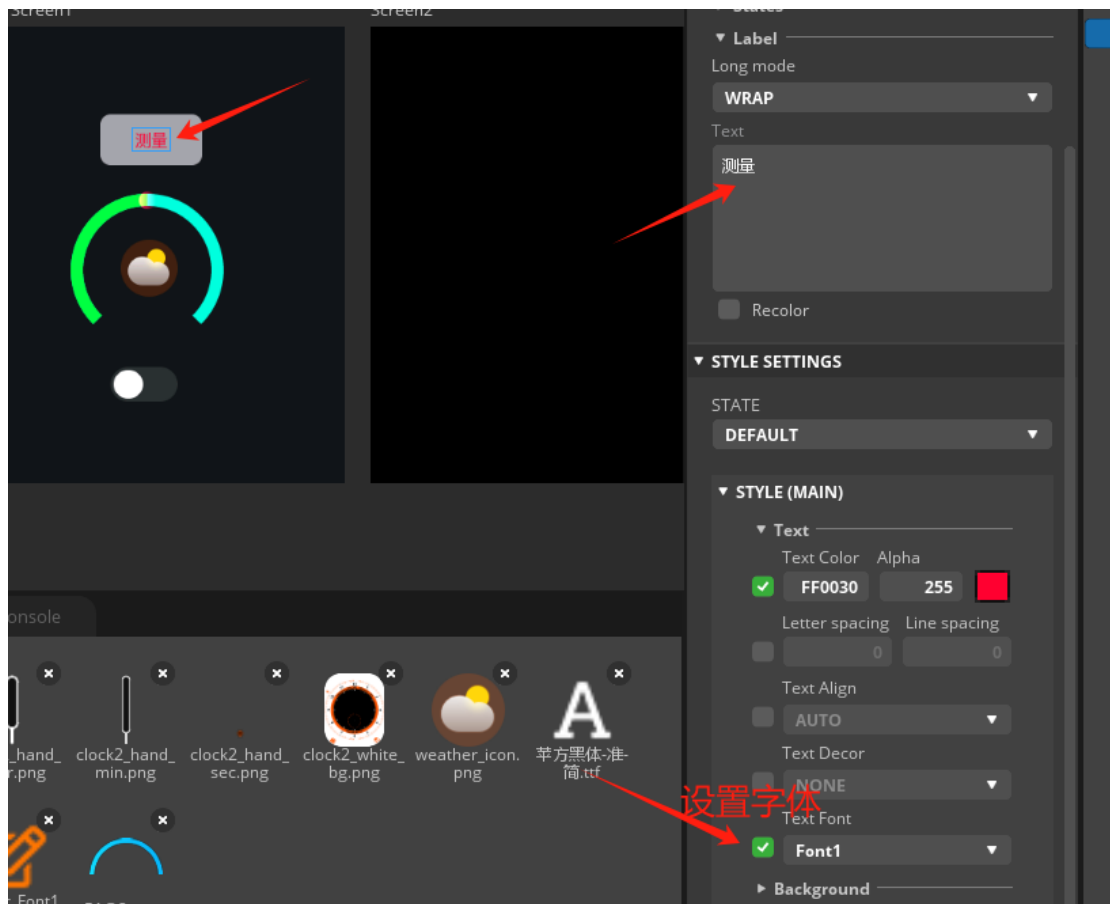 Screen1
Screen2
States
Label
Long mode
WRAP
Text
测量
测量
Recolor
STYLE SETTINGS
STATE
DEFAULT
STYLE (MAIN)
Text
Text Color Alpha
FF0030 255
Letter spacing Line spacing
0 0
Text Align
AUTO
Text Decor
NONE
设置字体
Text Font
Font1
Background
onsole
_hand_
r.png
clock2_hand_
min.png
clock2_hand_
sec.png
clock2_white_
bg.png
weather_icon.
png
A
苹方黑体-准-
简.ttf
_Font1